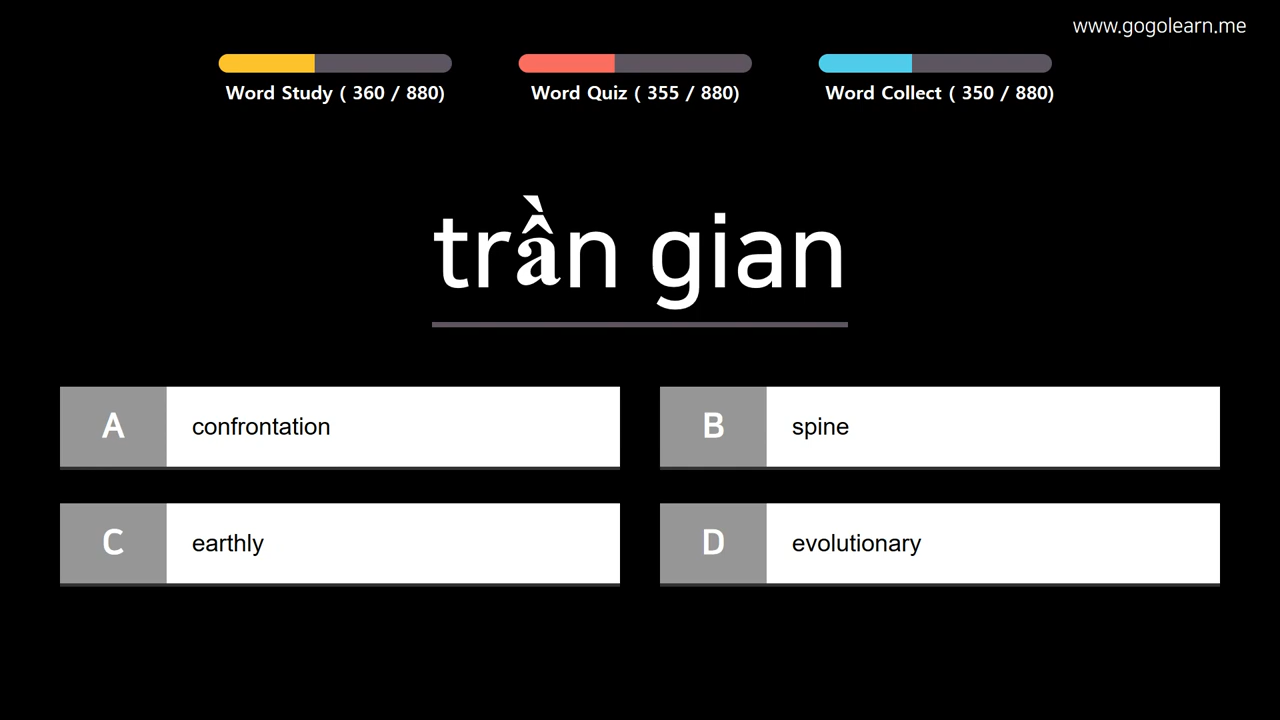 www.gogolearn.me
Word Study ( 360 / 880)
Word Quiz ( 355 / 880)
Word Collect ( 350 / 880)
trần gian
A confrontation
B spine
C earthly
D evolutionary